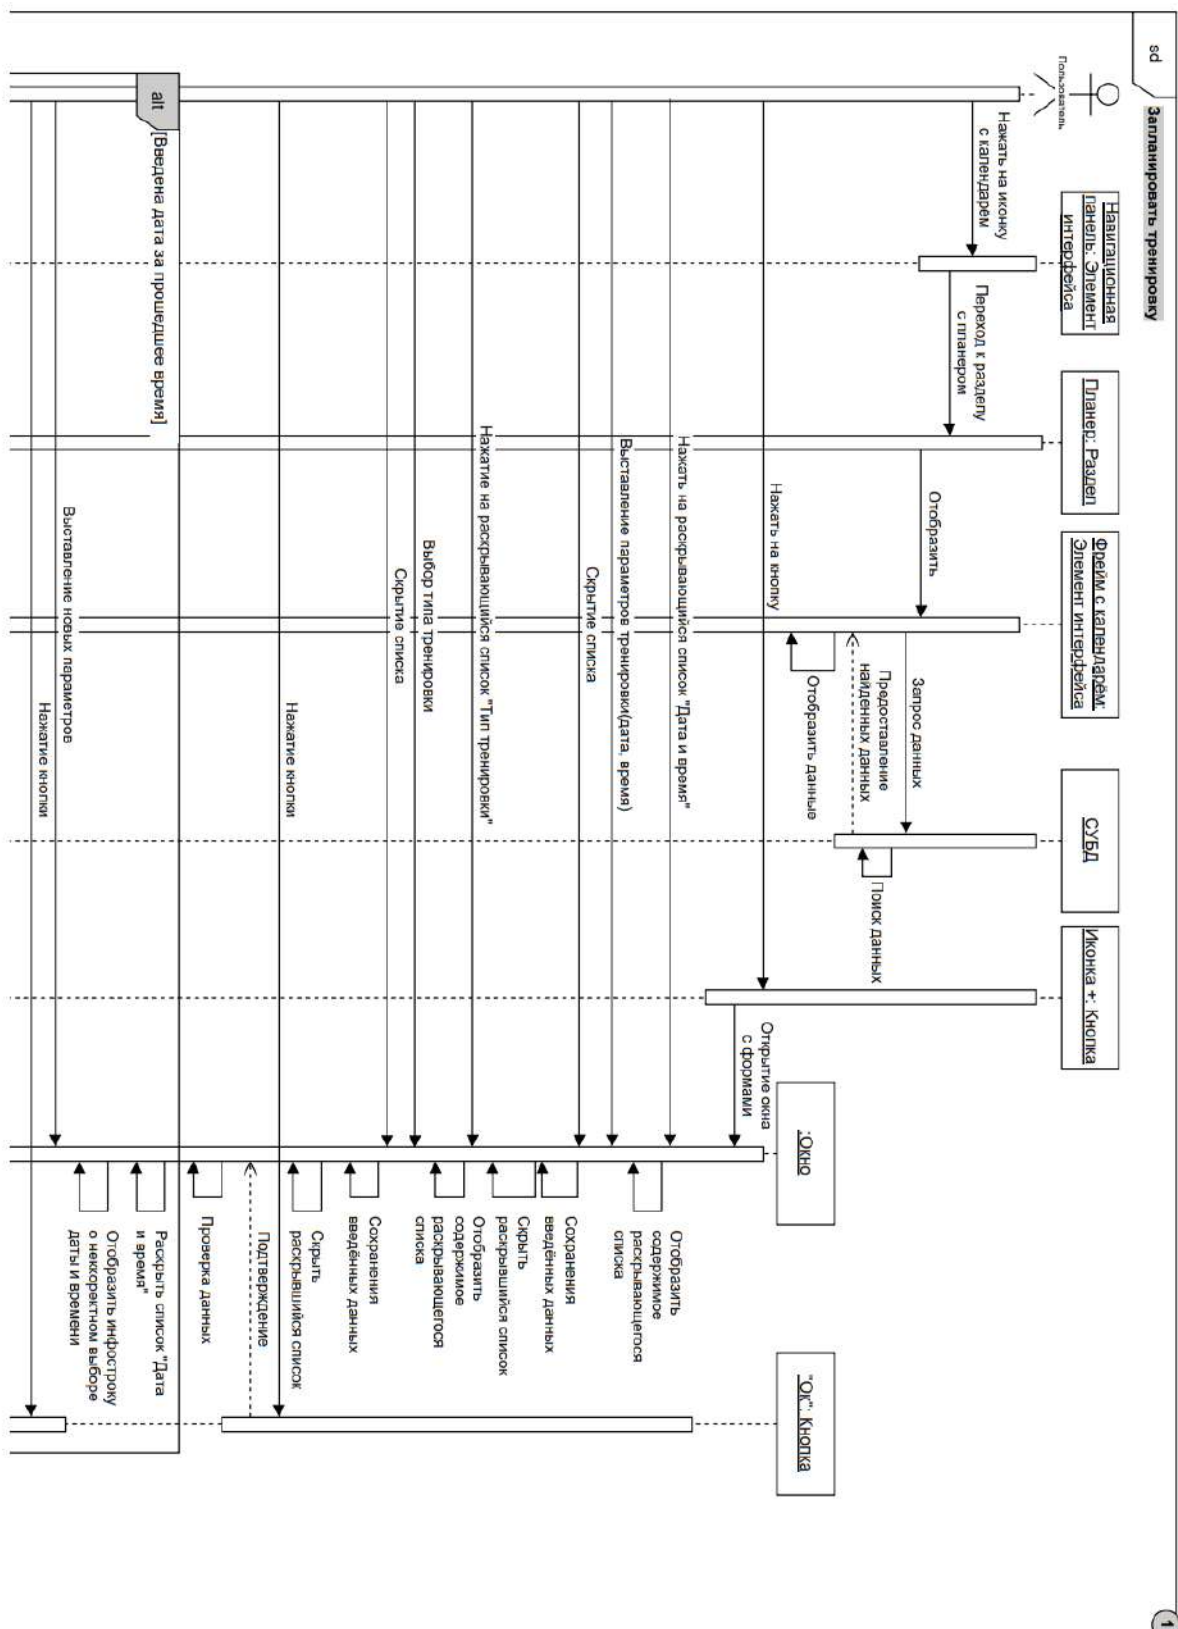 sd
Запланировать тренировку
1
Пользователь
Навигационная
панель: Элемент
интерфейса
Планер: Раздел
Фрейм с календарём:
Элемент интерфейса
СУБД
Иконка +: Кнопка
:Окно
"Ок": Кнопка
Нажать на иконку
с календарём
Переход к разделу
с планером
Отобразить
Запрос данных
Поиск данных
Предоставление
найденных данных
Отобразить данные
Нажать на кнопку
Открытие окна
с формами
Нажать на раскрывающийся список "Дата и время"
Отобразить
содержимое
раскрывающегося
списка
Выставление параметров тренировки(дата, время)
Скрытие списка
Сохранения
введённых данных
Скрыть
раскрывшийся список
Нажатие на раскрывающийся список "Тип тренировки"
Отобразить
содержимое
раскрывающегося
списка
Выбор типа тренировки
Скрытие списка
Сохранения
введённых данных
Скрыть
раскрывшийся список
Нажатие кнопки
Подтверждение
Проверка данных
alt
[Введена дата за прошедшее время]
Раскрыть список "Дата
и время"
Отобразить инфостроку
о неккоректном выборе
даты и времени
Выставление новых параметров
Нажатие кнопки